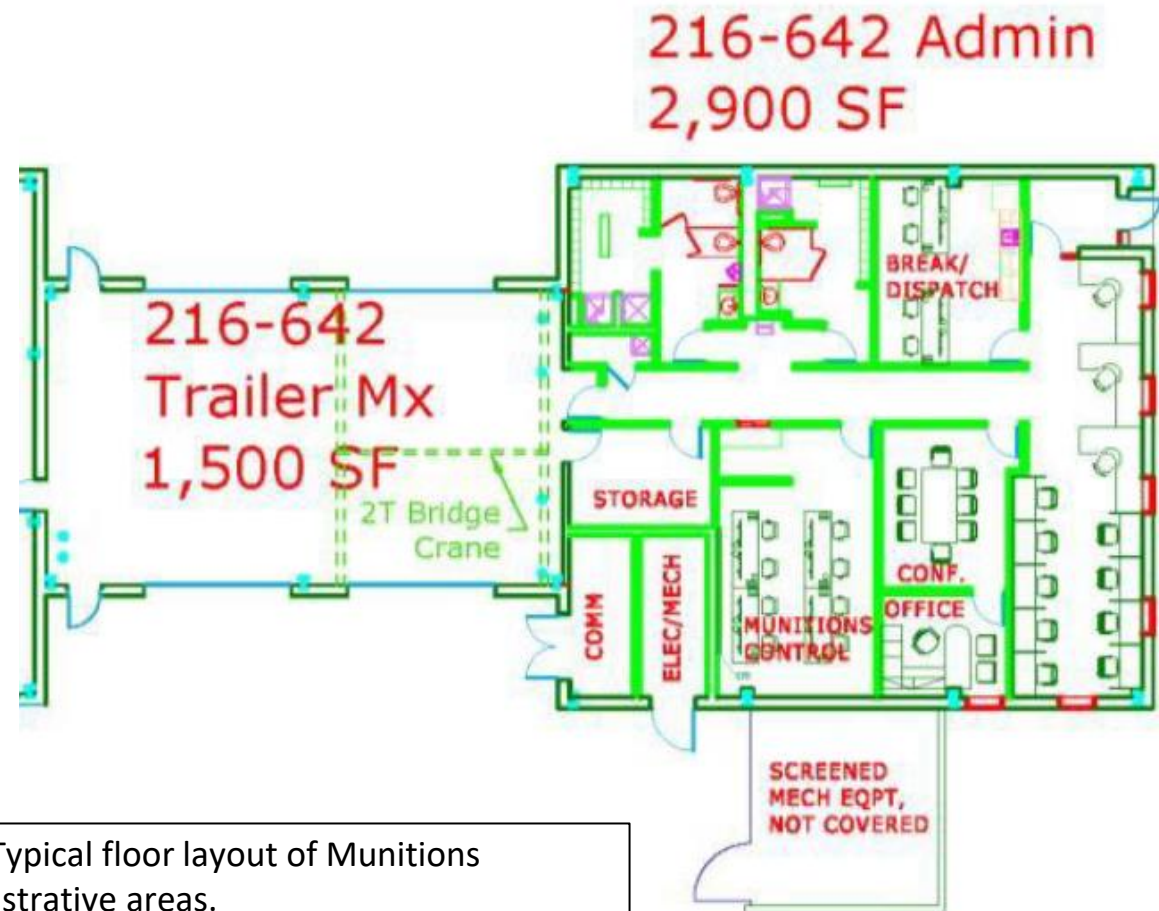 216-642 Admin
2,900 SF
216-642
Trailer Mx
1,500 SF
2T Bridge
Crane
BREAK/
DISPATCH
STORAGE
COMM
ELEC/MECH
MUNITIONS
CONTROL
CONF.
OFFICE
SCREENED
MECH EQPT,
NOT COVERED
Typical floor layout of Munitions
strative areas.